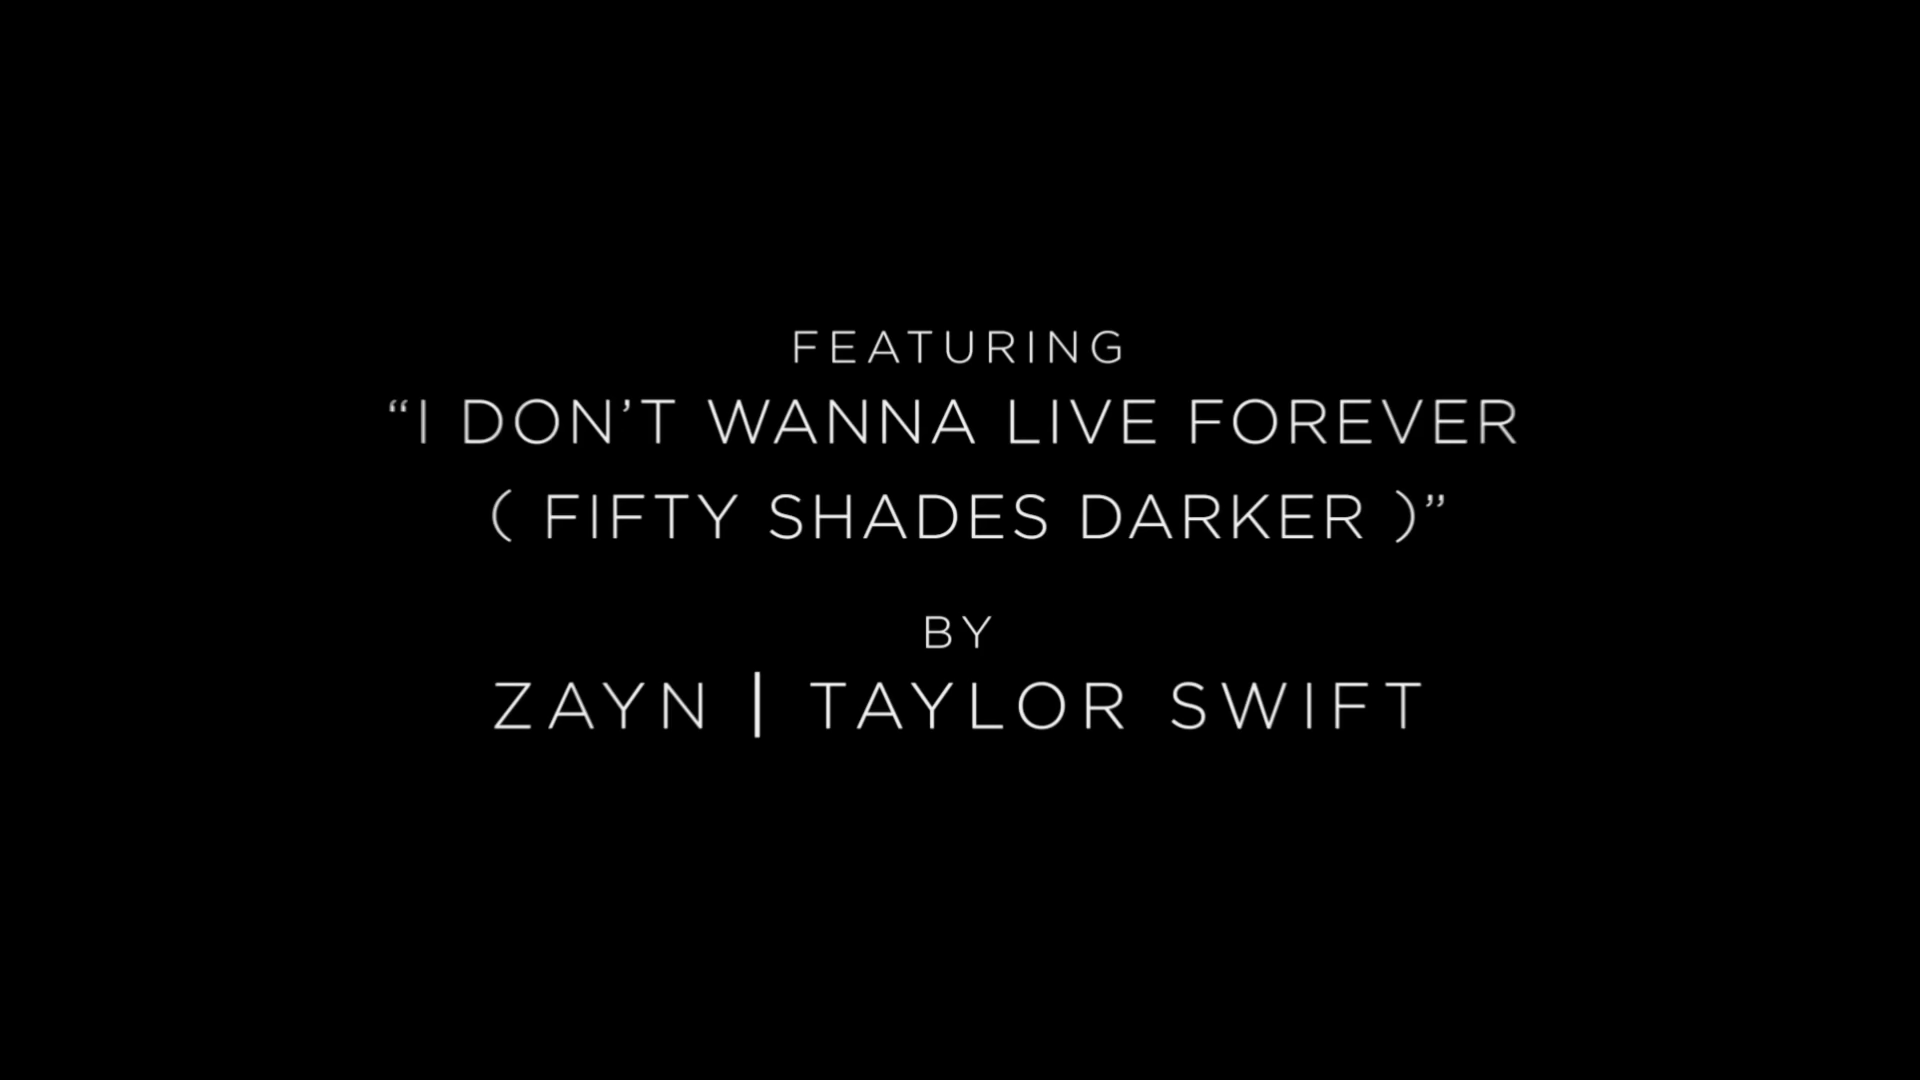 FEATURING
“I DON’T WANNA LIVE FOREVER
( FIFTY SHADES DARKER )”
BY
ZAYN | TAYLOR SWIFT